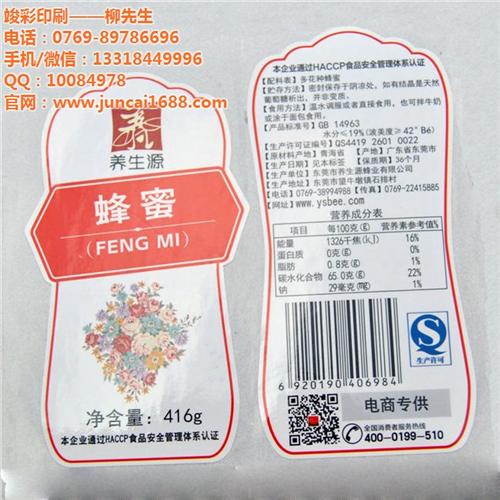 竣彩印刷——柳先生
电话：0769-89786696
手机/微信：13318449996
QQ：10084978
官网：www.juncai1688.com
养生源
蜂蜜
(FENG MI)
净含量：416g
本企业通过HACCP食品安全管理体系认证
本企业通过HACCP食品安全管理体系认证
•配料表：多花种蜂蜜
•贮存方法：密封保存于阴凉处，如有结晶是天然
葡萄糖析出，并非变质。
•食用方法：温水调服或者直接食用，也可拌牛奶
或涂于面包食用。
•产品标准号：GB 14963
水分≤19%（波美度≥42°Bé）
•生产许可证编号：QS4419 2601 0022
•原材料产地：青海省 •产地：广东省东莞市
•生产日期：见本标签 •保质期：36个月
•生产商：东莞市养生源蜂业有限公司
•地址：东莞市望牛墩镇石排村
•电话：0769-38994988 •传真：0769-22415885
•网址：www.ysbee.com
营养成分表
项目 每100克(g) 营养素参考值%
能量 1326千焦(kJ) 16%
蛋白质 0克(g) 0%
脂肪 0.8克(g) 1%
碳水化合物 65.0克(g) 22%
钠 29毫克(mg) 1%
6 920190 406984
QS
生产许可
电商专供
全国免费服务热线
400-0199-510